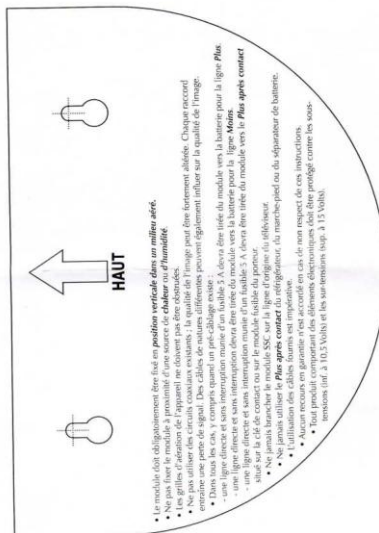 HAUT
• Le module doit obligatoirement être fixé en position verticale dans un milieu aéré.
• Ne pas fixer le module à proximité d'une source de chaleur ou d'humidité.
• Les grilles d'aération de l'appareil ne doivent pas être obstruées.
• Ne pas utiliser des circuits coaxiaux existants : la qualité de l'image peut être fortement altérée. Chaque raccord
entraîne une perte de signal. Des câbles de natures différentes peuvent également influer sur la qualité de l'image.
• Dans tous les cas, y compris quand un pré-câblage existe :
- une ligne directe et sans interruption munie d'un fusible 5 A devra être tirée du module vers la batterie pour la ligne Plus.
- une ligne directe et sans interruption devra être tirée du module vers la batterie pour la ligne Moins.
- une ligne directe et sans interruption munie d'un fusible 5 A devra être tirée du module vers le Plus après contact
situé sur la clé de contact ou sur le module fusible du porteur.
• Ne jamais brancher le module SSC sur la ligne d'origine du téléviseur.
• Ne jamais utiliser le Plus après contact du réfrigérateur, du marche-pied ou du séparateur de batterie.
• L'utilisation des câbles fournis est impérative.
• Aucun recours en garantie n'est accordé en cas de non respect de ces instructions.
• Tout produit comportant des éléments électroniques doit être protégé contre les sous-
tensions (inf. à 10,5 Volts) et les sur-tensions (sup. à 15 Volts).